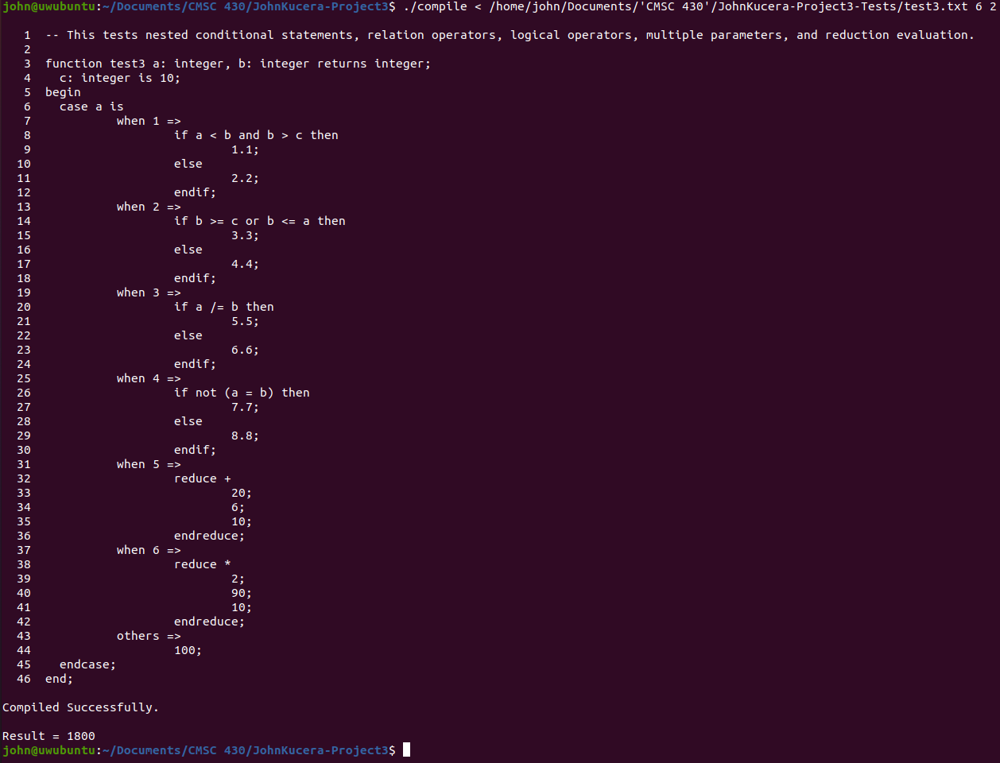 john@uwubuntu:~/Documents/CMSC 430/JohnKucera-Project3$ ./compile < /home/john/Documents/'CMSC 430'/JohnKucera-Project3-Tests/test3.txt 6 2
1 -- This tests nested conditional statements, relation operators, logical operators, multiple parameters, and reduction evaluation.
2
3 function test3 a: integer, b: integer returns integer;
4 c: integer is 10;
5 begin
6 case a is
7 when 1 =>
8 if a < b and b > c then
9 1.1;
10 else
11 2.2;
12 endif;
13 when 2 =>
14 if b >= c or b <= a then
15 3.3;
16 else
17 4.4;
18 endif;
19 when 3 =>
20 if a /= b then
21 5.5;
22 else
23 6.6;
24 endif;
25 when 4 =>
26 if not (a = b) then
27 7.7;
28 else
29 8.8;
30 endif;
31 when 5 =>
32 reduce +
33 20;
34 6;
35 10;
36 endreduce;
37 when 6 =>
38 reduce *
39 2;
40 90;
41 10;
42 endreduce;
43 others =>
44 100;
45 endcase;
46 end;
Compiled Successfully.
Result = 1800
john@uwubuntu:~/Documents/CMSC 430/JohnKucera-Project3$